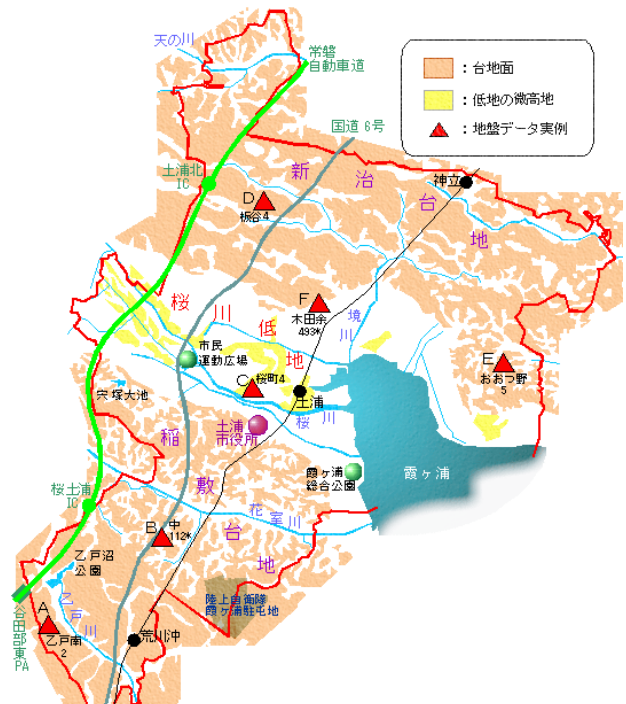 天の川
常磐
自動車道
：台地面
：低地の微高地
：地盤データ実例
国道6号
新治台地
神立
土浦北
IC
D
板谷4
桜川低地
F
木田余
493*
境川
市民
運動広場
E
おおつ野
5
C
桜町4
宍塚大池
土浦
桜川
土浦
市役所
稲敷台地
霞ヶ浦
総合公園
霞ヶ浦
桜土浦
IC
花室川
B
中
112*
乙戸沼
公園
乙戸川
陸上自衛隊
霞ヶ浦駐屯地
A
乙戸南
2
荒川沖
谷田部東PA